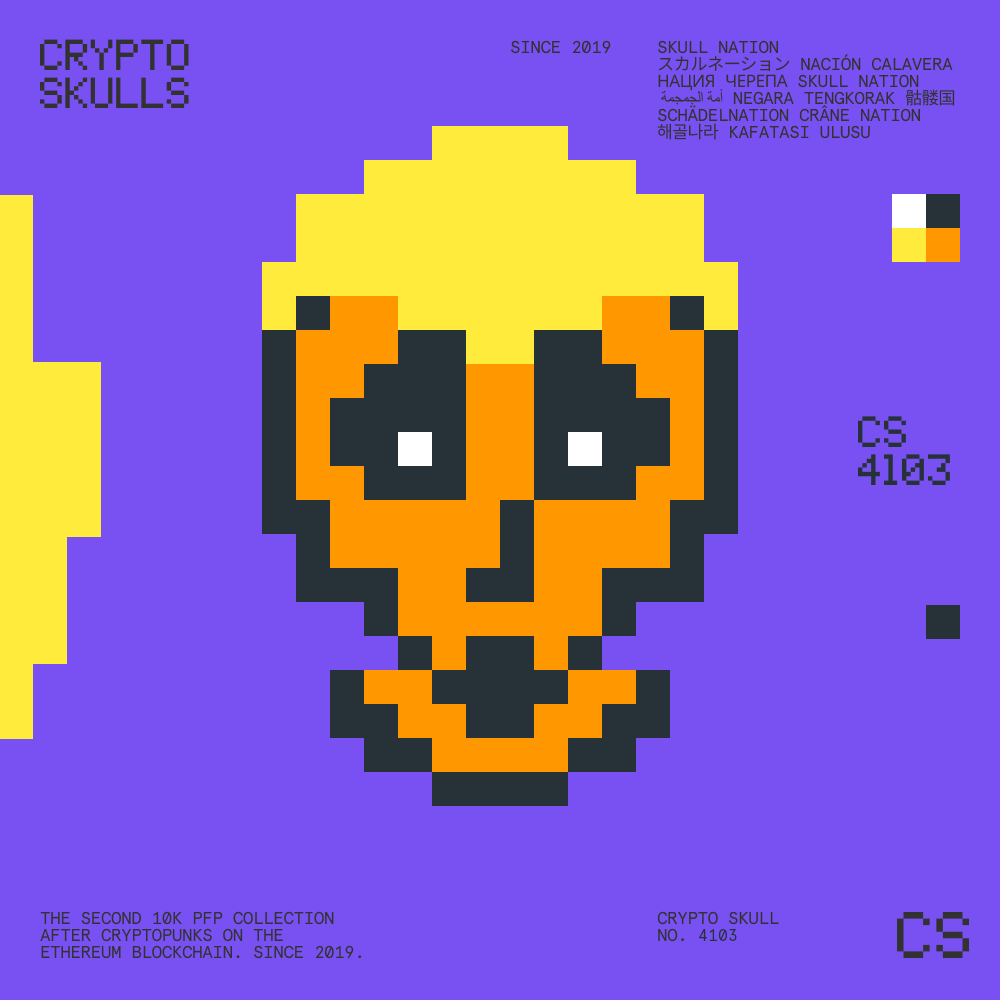 CRYPTO
SKULLS
SINCE 2019
SKULL NATION
スカルネーション NACIÓN CALAVERA
НАЦИЯ ЧЕРЕПА SKULL NATION
أمة الجمجمة NEGARA TENGKORAK 骷髅国
SCHÄDELNATION CRÂNE NATION
해골나라 KAFATASI ULUSU
CS
4103
THE SECOND 10K PFP COLLECTION
AFTER CRYPTOPUNKS ON THE
ETHEREUM BLOCKCHAIN. SINCE 2019.
CRYPTO SKULL
NO. 4103
CS